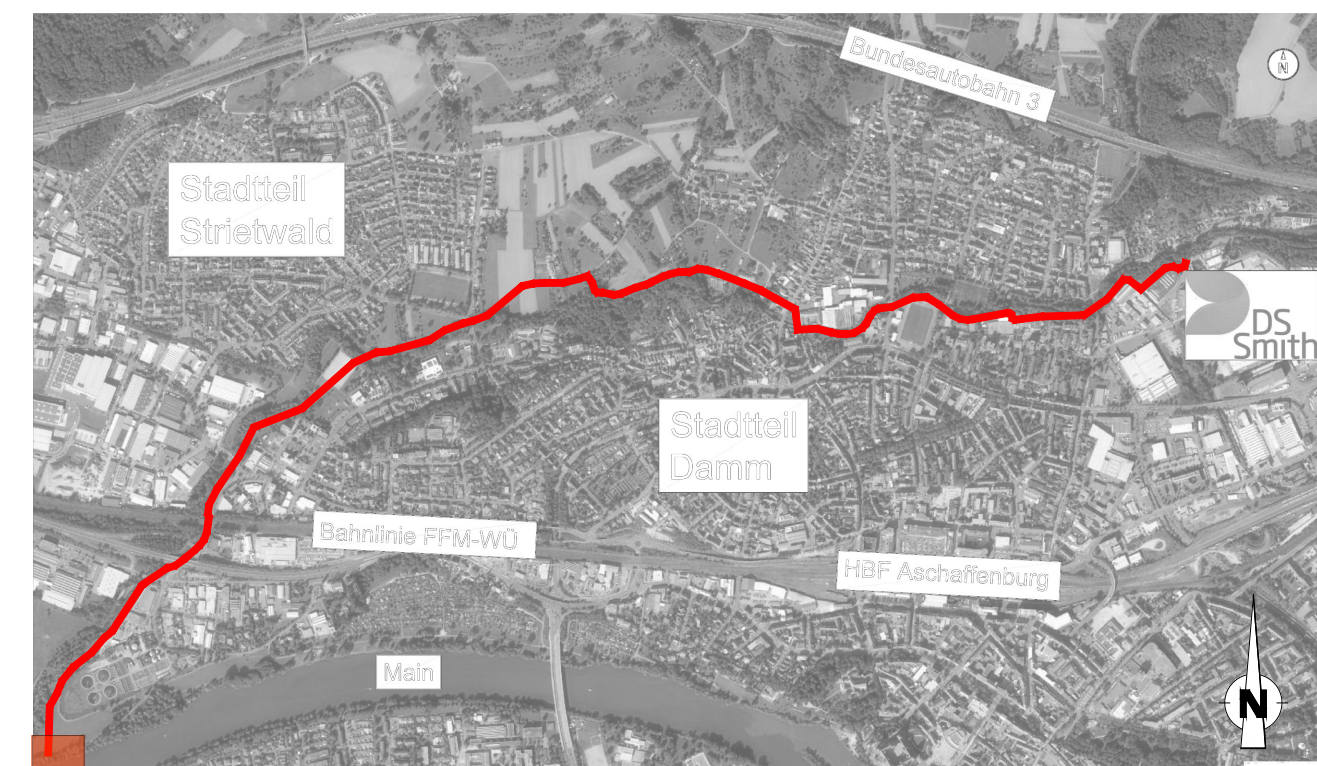 Bundesautobahn 3
N
Stadtteil
Strietwald
DS
Smith
Stadtteil
Damm
Bahnlinie FFM-WÜ
HBF Aschaffenburg
Main
N